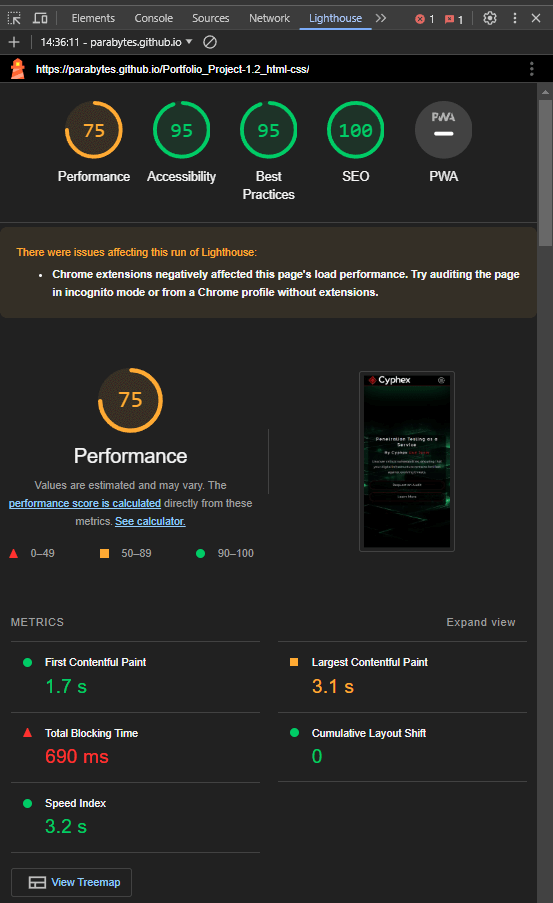 Elements Console Sources Network Lighthouse 1 1
14:36:11 - parabytes.github.io
https://parabytes.github.io/Portfolio_Project-1.2_html-css/
75 95 95 100 PWA
Performance Accessibility Best Practices SEO PWA
There were issues affecting this run of Lighthouse:
• Chrome extensions negatively affected this page's load performance. Try auditing the page
in incognito mode or from a Chrome profile without extensions.
75
Performance
Values are estimated and may vary. The
performance score is calculated directly from these
metrics. See calculator.
0–49 50–89 90–100
Cyphex
Penetration Testing as a
Service
By Cyphex
Learn More
METRICS Expand view
First Contentful Paint
1.7 s
Largest Contentful Paint
3.1 s
Total Blocking Time
690 ms
Cumulative Layout Shift
0
Speed Index
3.2 s
View Treemap